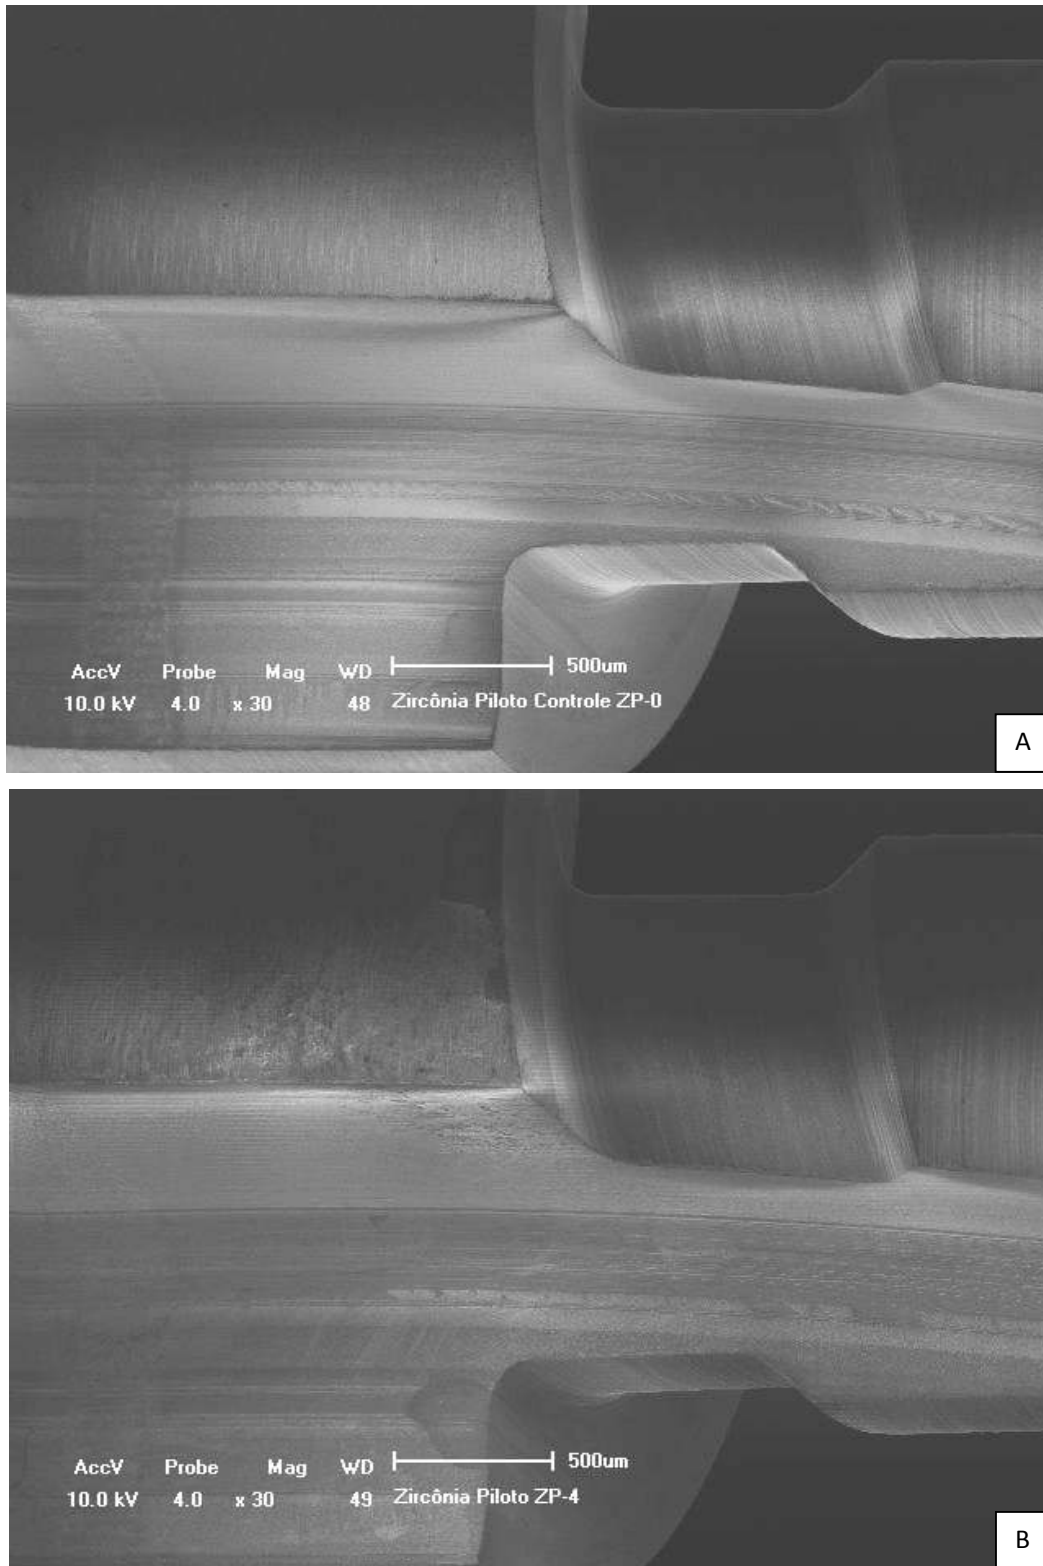 AccV Probe Mag WD 500um
10.0 kV 4.0 x 30 48 Zircônia Piloto Controle ZP-0
A
AccV Probe Mag WD 500um
10.0 kV 4.0 x 30 49 Zircônia Piloto ZP-4
B